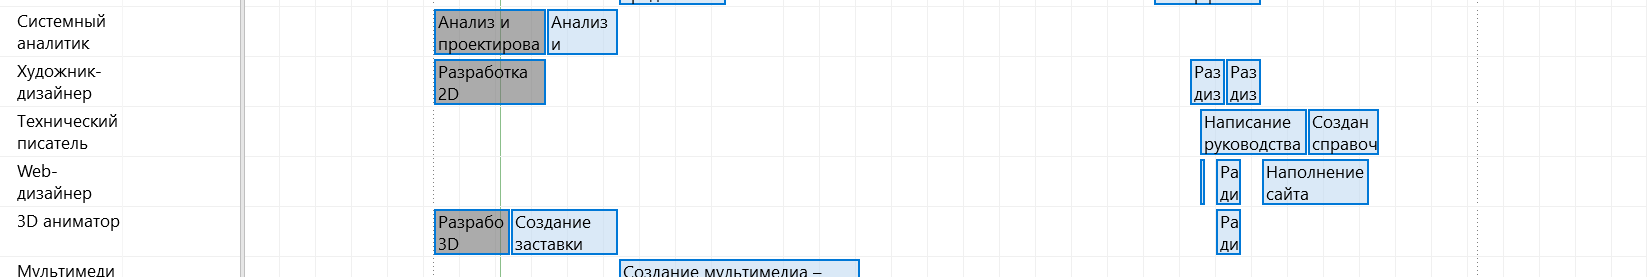 Системный
аналитик
Анализ и
проектирова
Анализ
и
Художник-
дизайнер
Разработка
2D
Раз
диз
Раз
диз
Технический
писатель
Написание
руководства
Создан
справоч
Web-
дизайнер
Ра
ди
Наполнение
сайта
3D аниматор
Разрабо
3D
Создание
заставки
Ра
ди
Мультимеди
Создание мультимедиа –